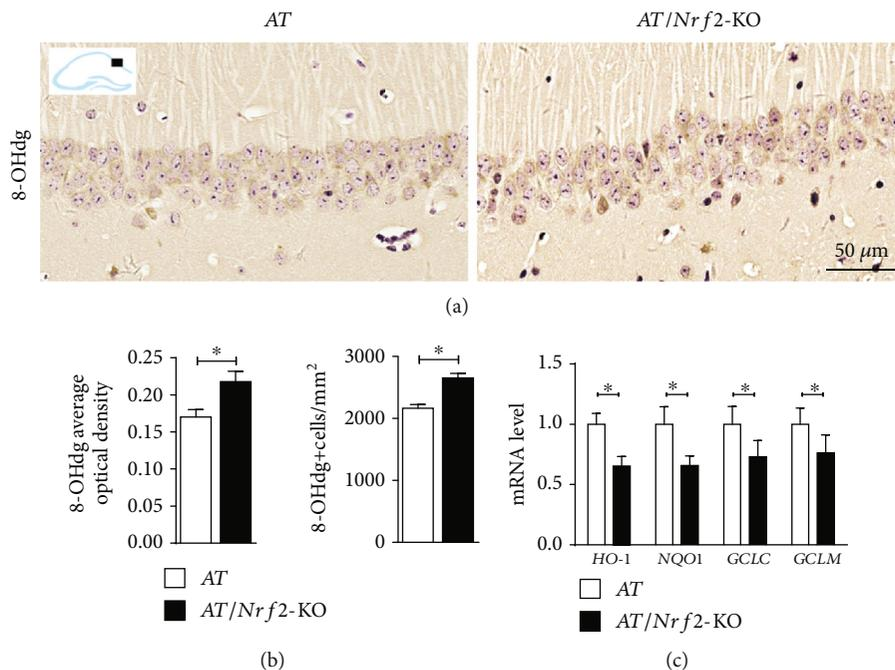 AT
AT/Nrf2-KO
8-OHdg
50 μm
(a)
8-OHdg average
optical density
0.25
0.20
0.15
0.10
0.05
0.00
*
8-OHdg+cells/mm²
3000
2000
1000
0
*
AT
AT/Nrf2-KO
(b)
mRNA level
1.5
1.0
0.5
0.0
* * * *
HO-1 NQO1 GCLC GCLM
AT
AT/Nrf2-KO
(c)